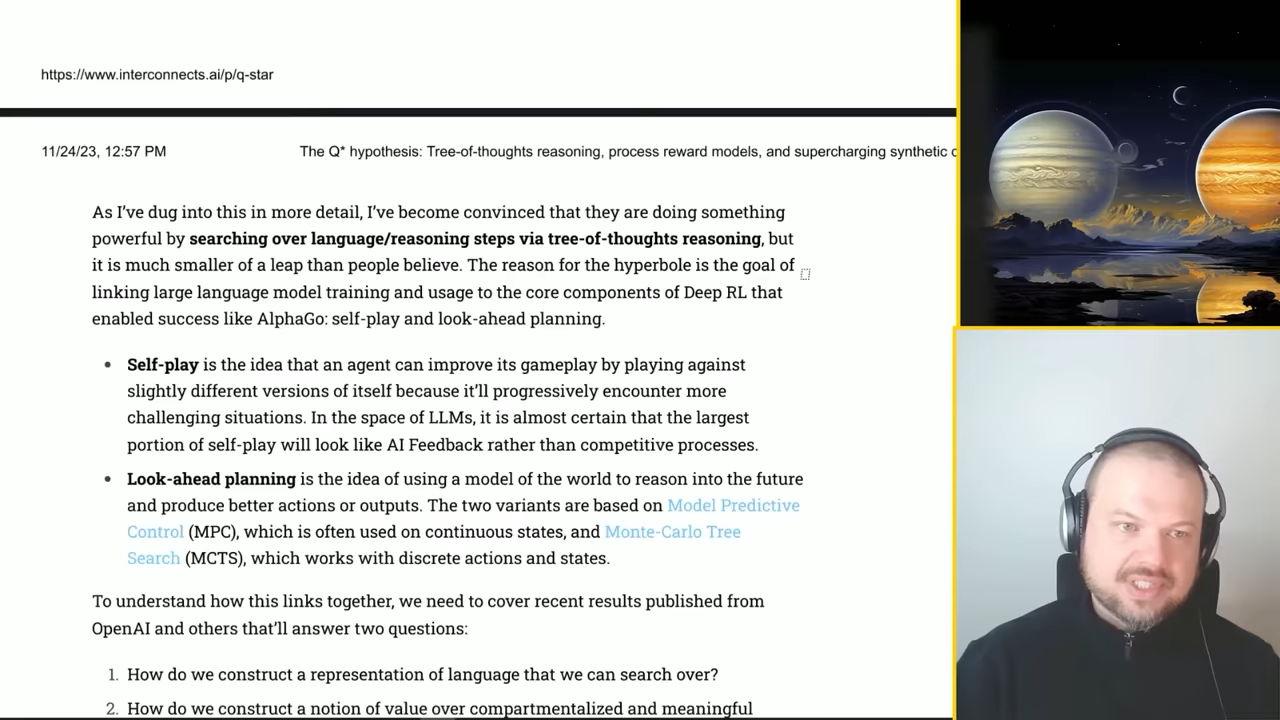 https://www.interconnects.ai/p/q-star
11/24/23, 12:57 PM
The Q* hypothesis: Tree-of-thoughts reasoning, process reward models, and supercharging synthetic
As I've dug into this in more detail, I've become convinced that they are doing something
powerful by searching over language/reasoning steps via tree-of-thoughts reasoning, but
it is much smaller of a leap than people believe. The reason for the hyperbole is the goal of
linking large language model training and usage to the core components of Deep RL that
enabled success like AlphaGo: self-play and look-ahead planning.
• Self-play is the idea that an agent can improve its gameplay by playing against
slightly different versions of itself because it'll progressively encounter more
challenging situations. In the space of LLMs, it is almost certain that the largest
portion of self-play will look like AI Feedback rather than competitive processes.
• Look-ahead planning is the idea of using a model of the world to reason into the future
and produce better actions or outputs. The two variants are based on Model Predictive
Control (MPC), which is often used on continuous states, and Monte-Carlo Tree
Search (MCTS), which works with discrete actions and states.
To understand how this links together, we need to cover recent results published from
OpenAI and others that'll answer two questions:
1. How do we construct a representation of language that we can search over?
2. How do we construct a notion of value over compartmentalized and meaningful